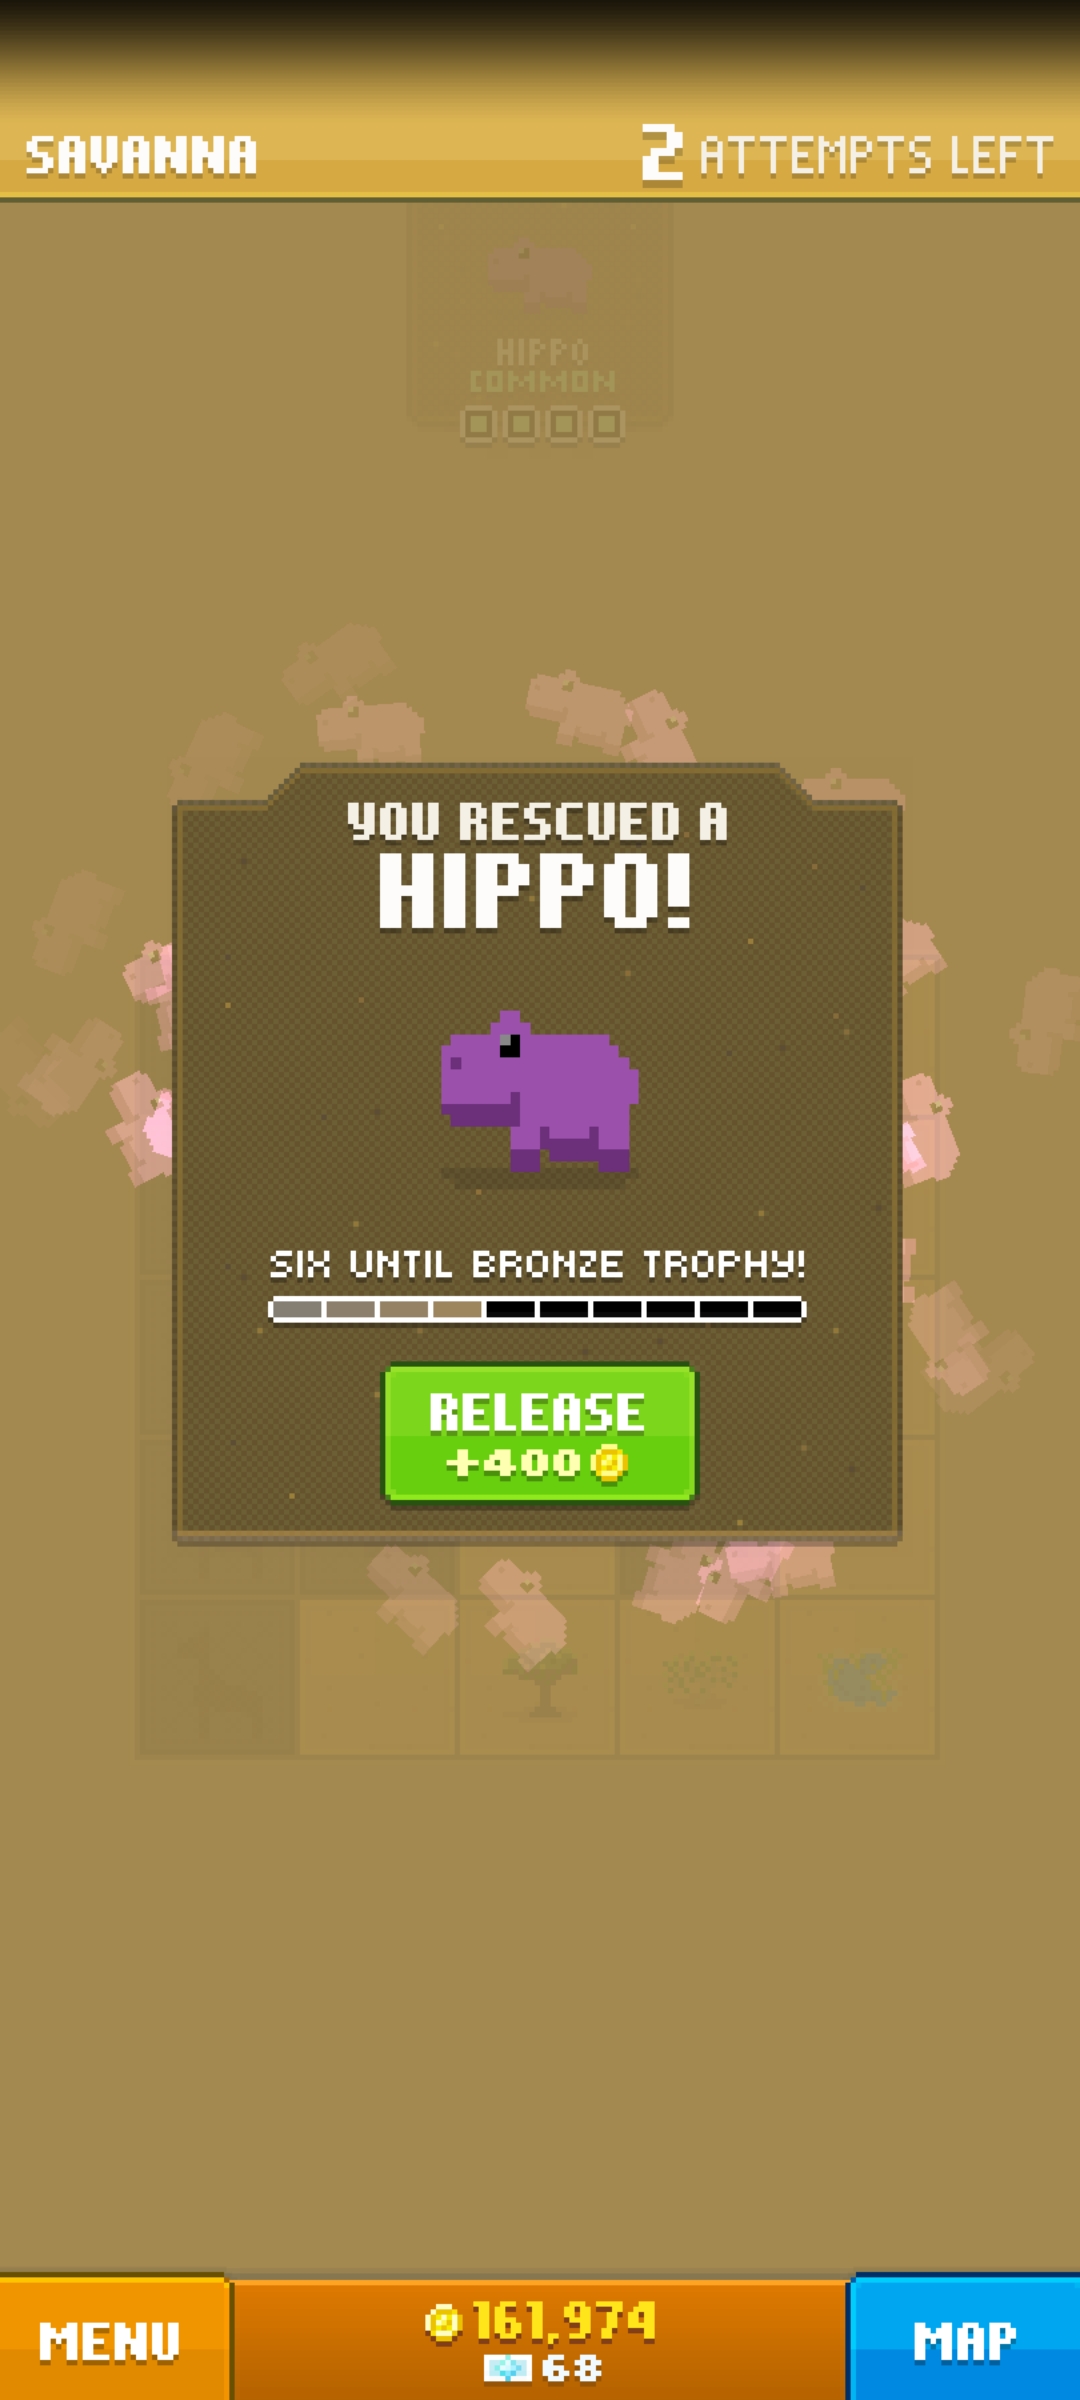 SAVANNA
2 ATTEMPTS LEFT
HIPPO
COMMON
YOU RESCUED A
HIPPO!
SIX UNTIL BRONZE TROPHY!
RELEASE
+400
MENU
161,974
68
MAP